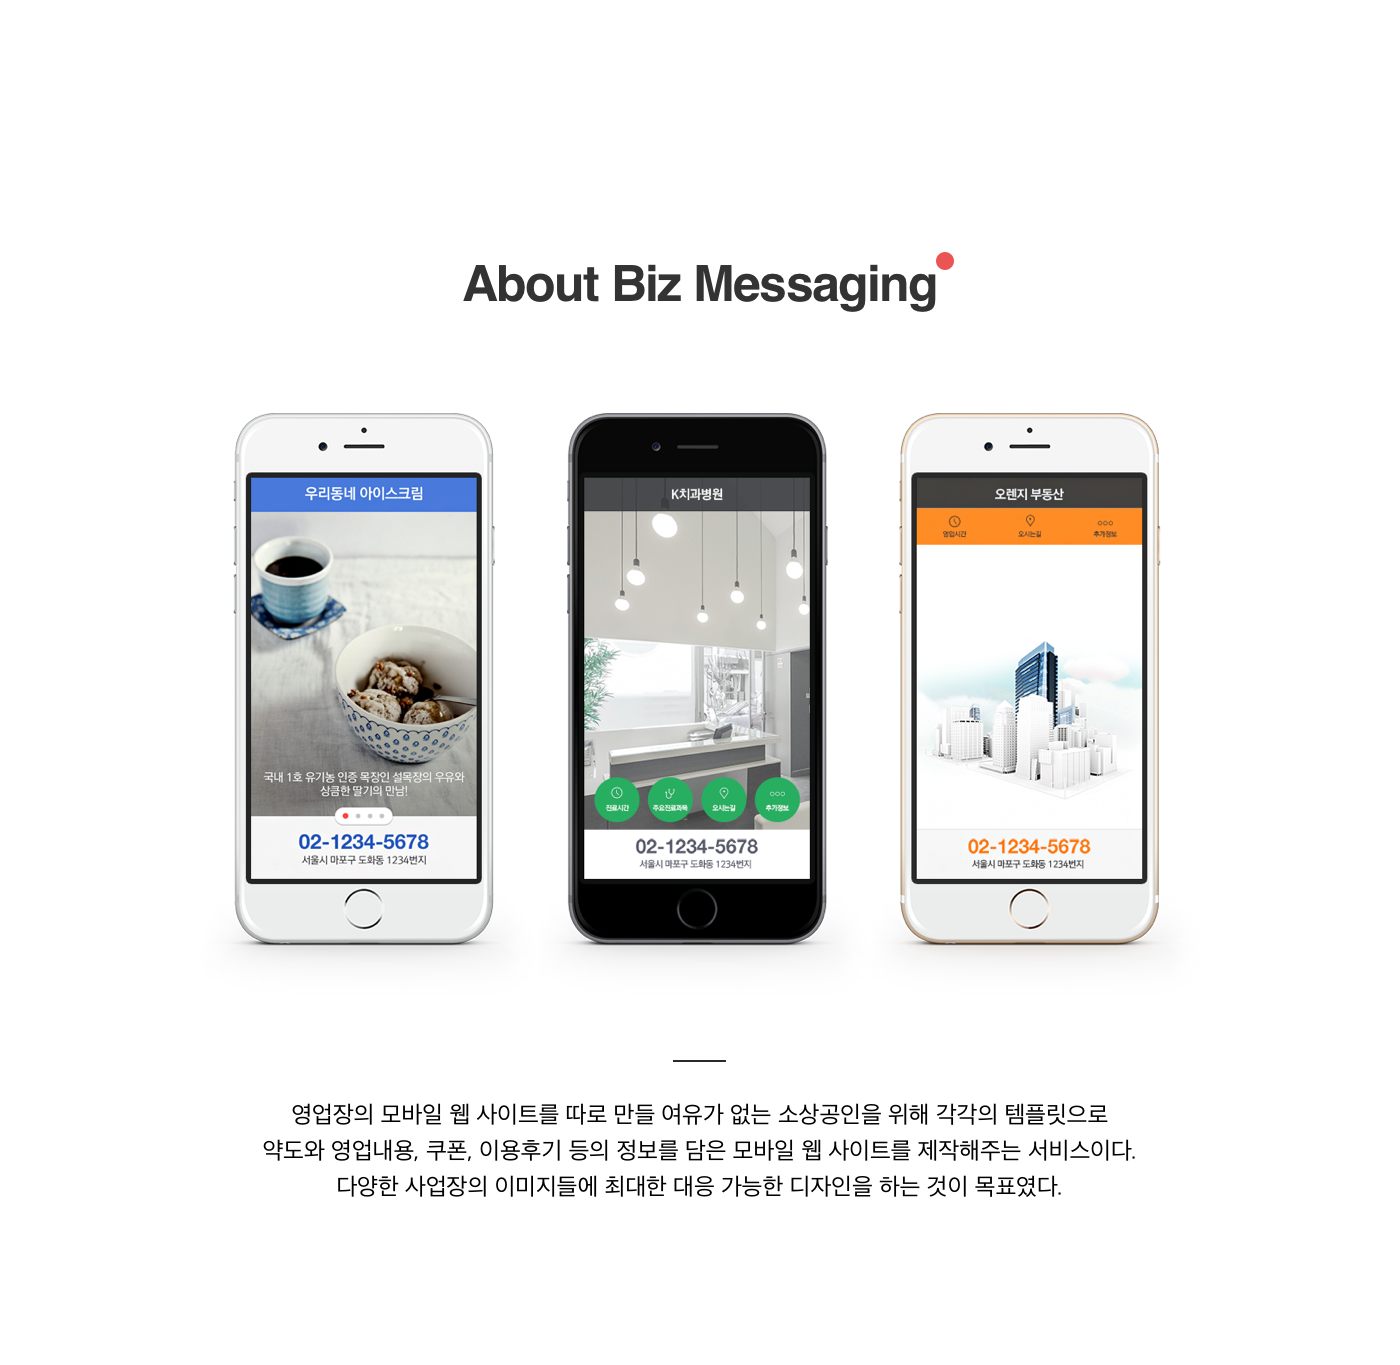 About Biz Messaging
우리동네 아이스크림
국내 1호 유기농 인증 목장인 설목장의 우유와
상큼한 딸기의 만남!
02-1234-5678
서울시 마포구 도화동 1234번지
K치과병원
진료시간 주요진료과목 오시는길 추가정보
02-1234-5678
서울시 마포구 도화동 1234번지
오렌지 부동산
영업시간 오시는길 추가정보
02-1234-5678
서울시 마포구 도화동 1234번지
영업장의 모바일 웹 사이트를 따로 만들 여유가 없는 소상공인을 위해 각각의 템플릿으로
약도와 영업내용, 쿠폰, 이용후기 등의 정보를 담은 모바일 웹 사이트를 제작해주는 서비스이다.
다양한 사업장의 이미지들에 최대한 대응 가능한 디자인을 하는 것이 목표였다.